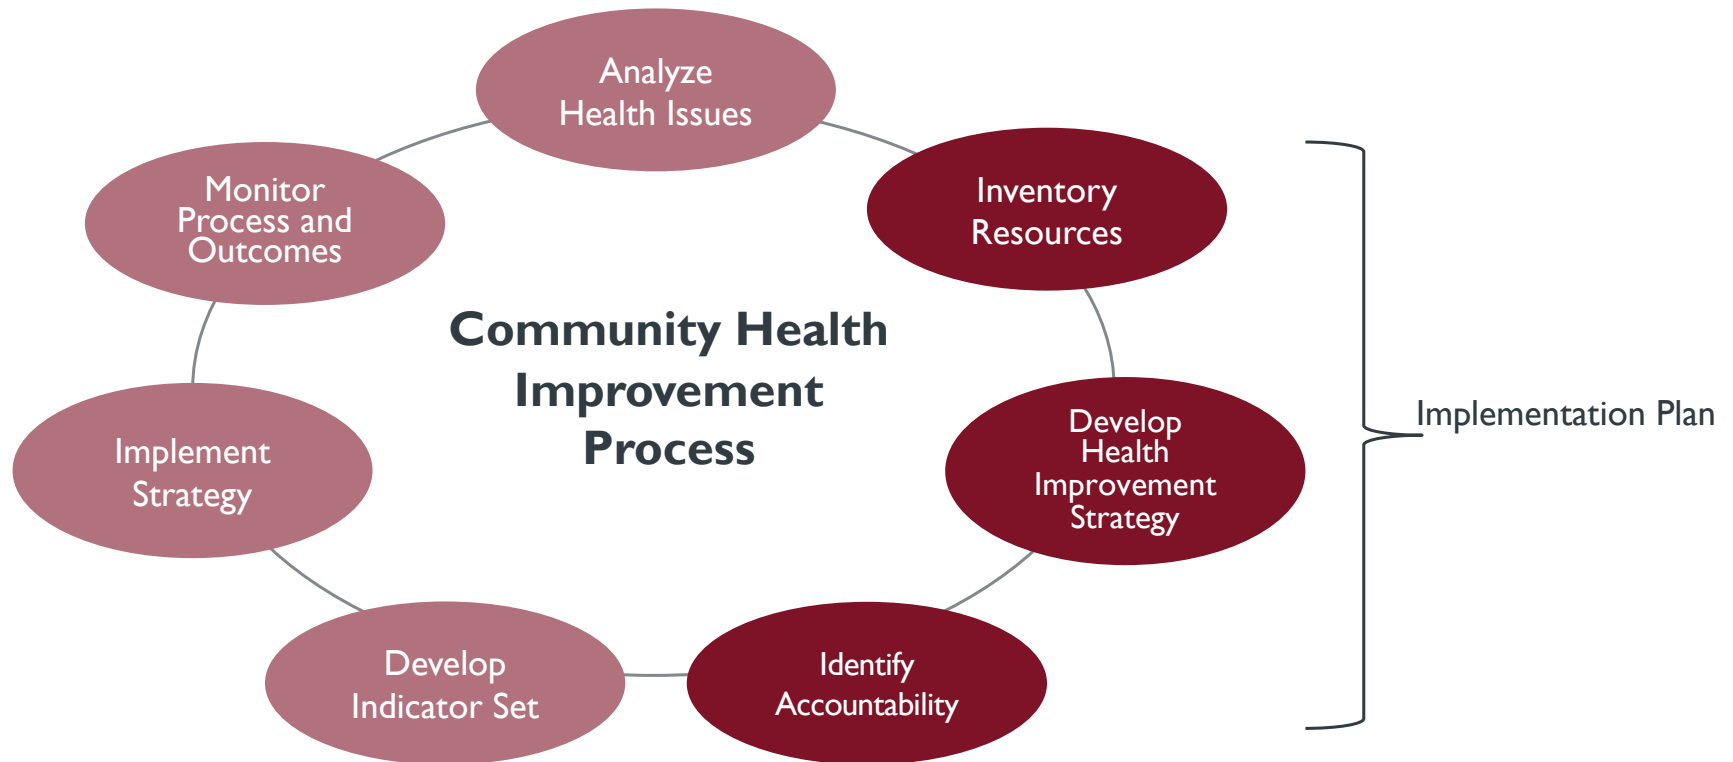 Analyze
Health Issues
Inventory
Resources
Develop
Health
Improvement
Strategy
Identify
Accountability
Develop
Indicator Set
Implement
Strategy
Monitor
Process and
Outcomes
Community Health
Improvement
Process
Implementation Plan